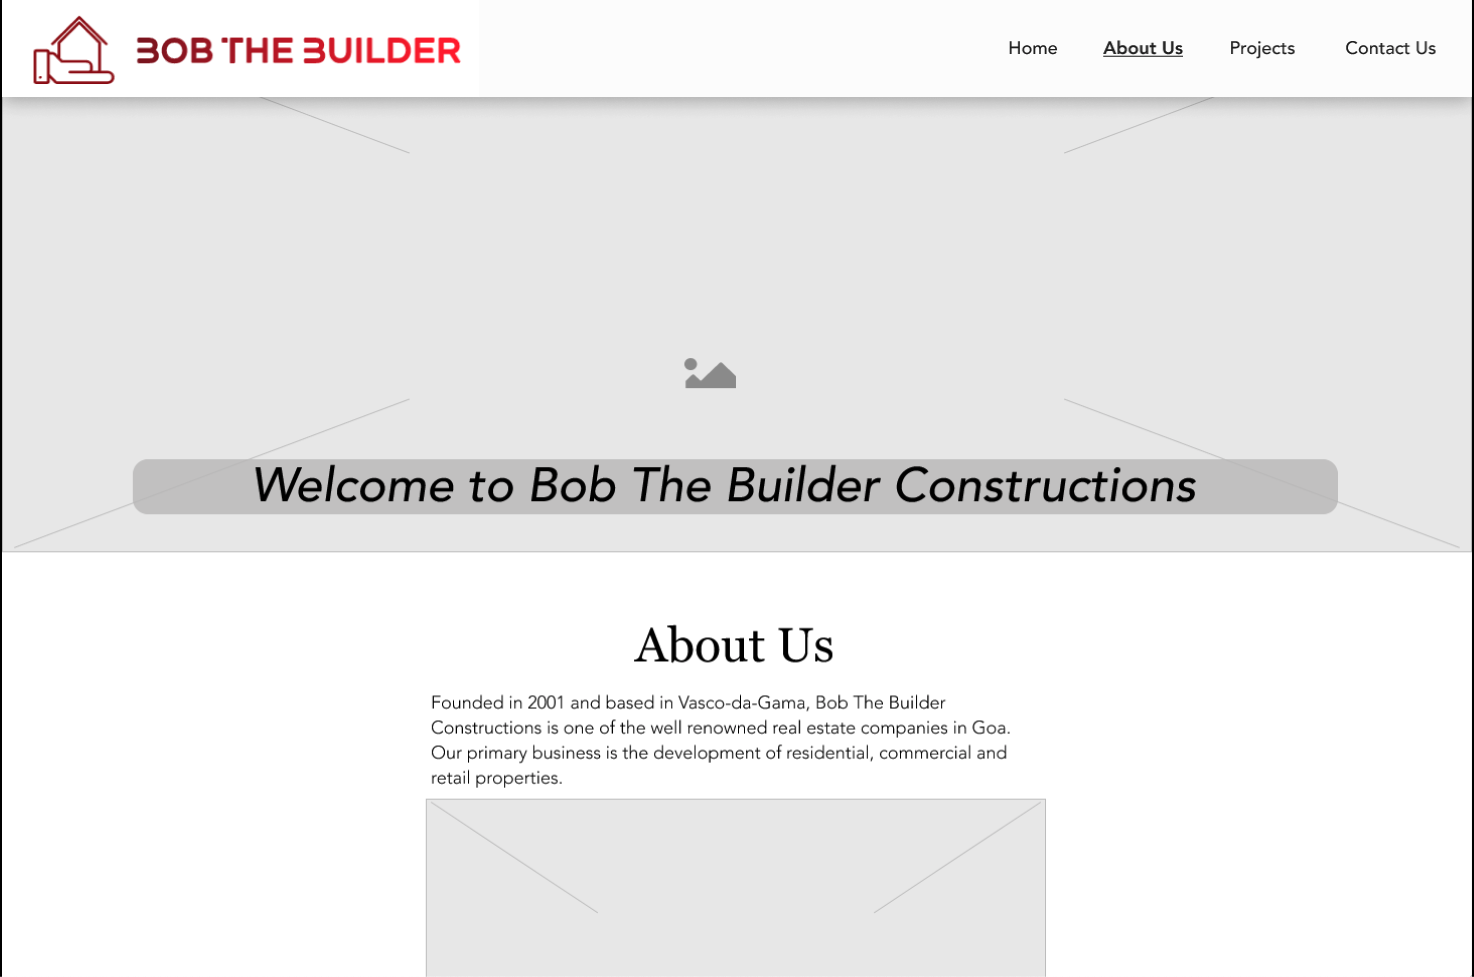 BOB THE BUILDER
Home About Us Projects Contact Us
Welcome to Bob The Builder Constructions
About Us
Founded in 2001 and based in Vasco-da-Gama, Bob The Builder
Constructions is one of the well renowned real estate companies in Goa.
Our primary business is the development of residential, commercial and
retail properties.